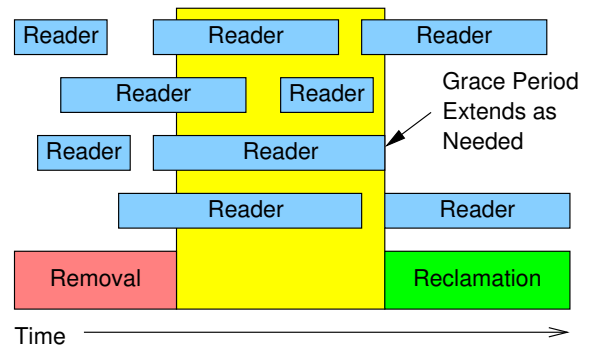 Reader Reader Reader
Reader Reader
Grace Period
Extends as
Needed
Reader Reader
Reader Reader
Removal Reclamation
Time